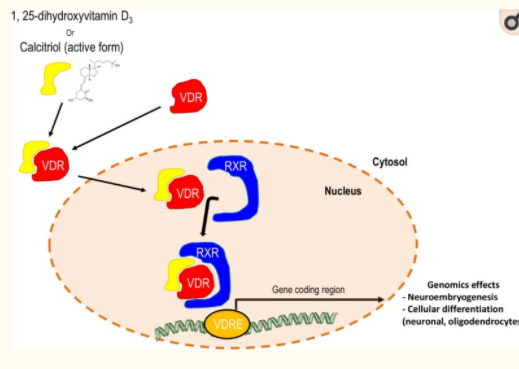 1, 25-dihydroxyvitamin D₃
Or
Calcitriol (active form)
VDR
VDR
VDR
RXR
Cytosol
Nucleus
RXR
VDR
Gene coding region
VDRE
Genomics effects
- Neuroembryogenesis
- Cellular differentiation
(neuronal, oligodendrocytes